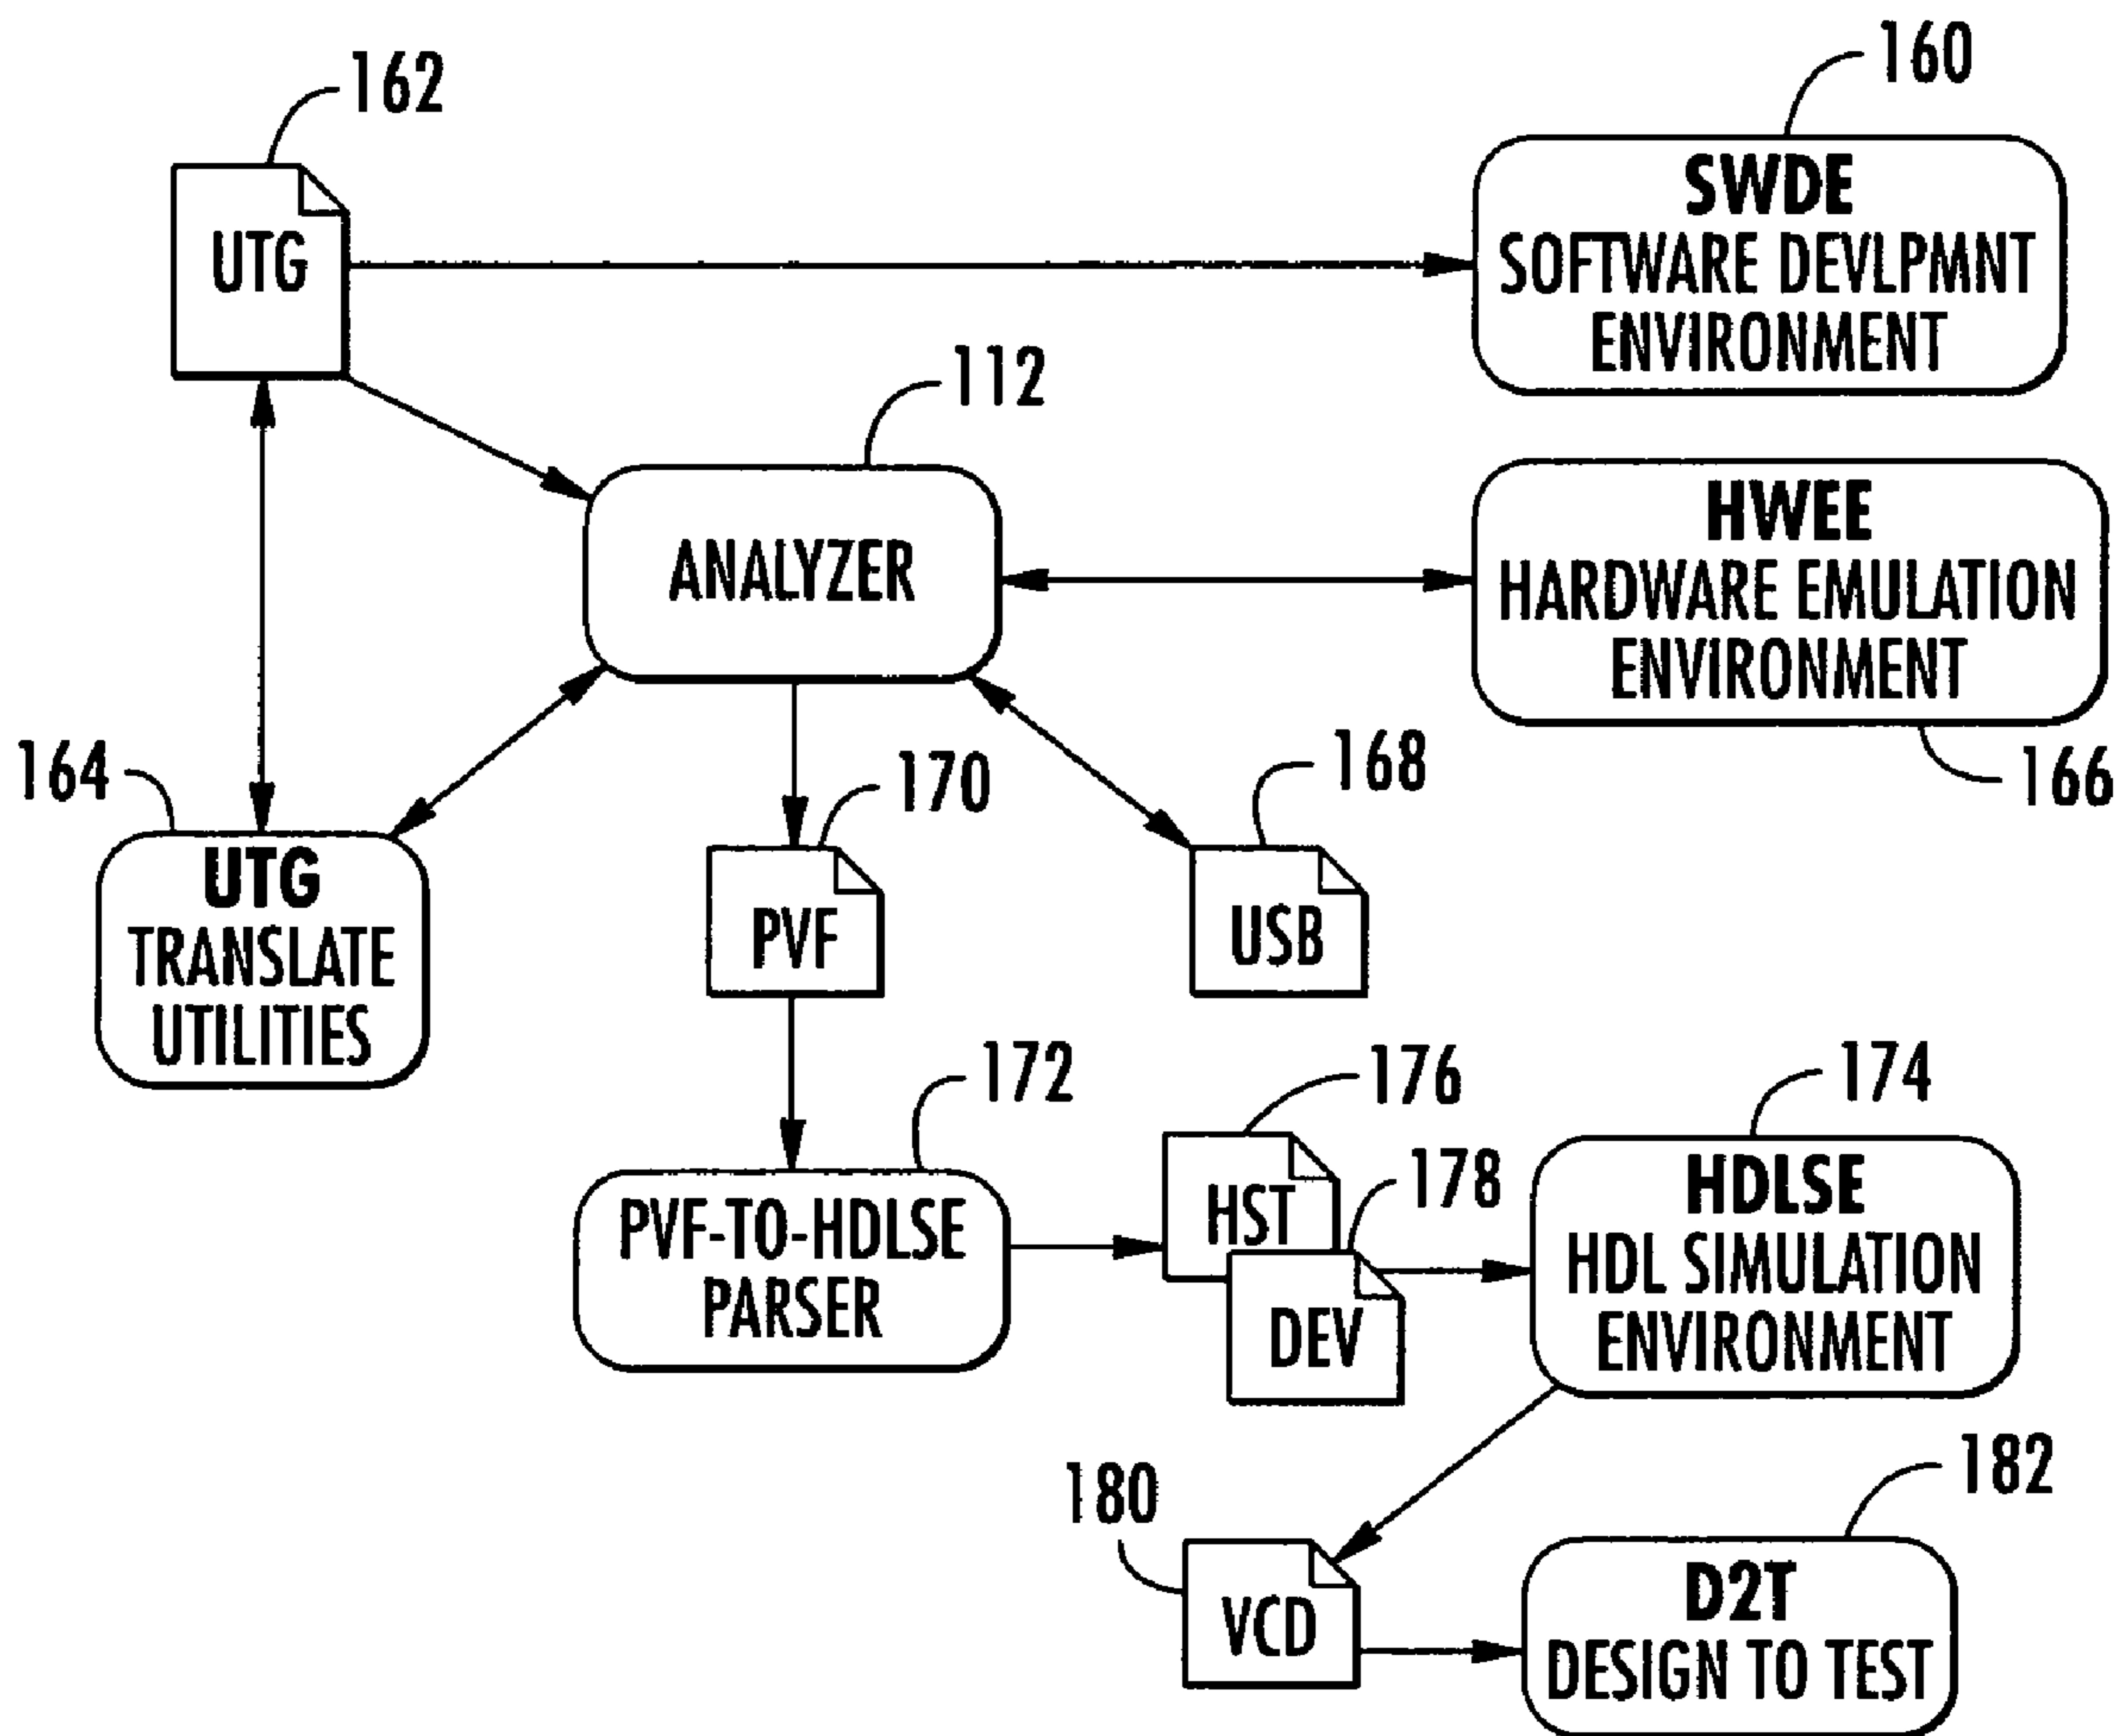 160
162
SWDE
SOFTWARE DEVLPMNT
ENVIRONMENT
UTG
112
HWEE
HARDWARE EMULATION
ENVIRONMENT
ANALYZER
166
164
170
168
UTG
TRANSLATE
UTILITIES
PVF
USB
172
176
174
178
PVF-TO-HDLSE
PARSER
HST
DEV
HDLSE
HDL SIMULATION
ENVIRONMENT
180
182
VCD
D2T
DESIGN TO TEST